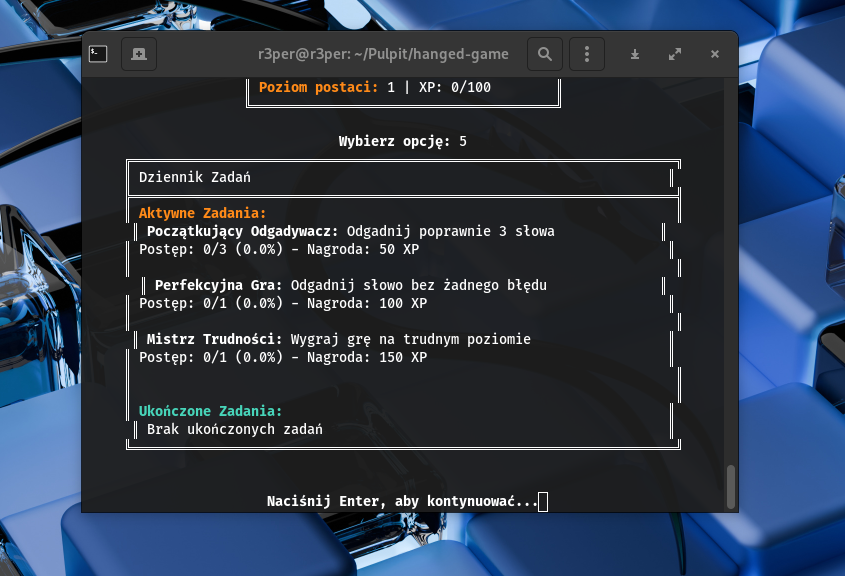 r3per@r3per: ~/Pulpit/hanged-game
Poziom postaci: 1 | XP: 0/100
Wybierz opcję: 5
Dziennik Zadań
Aktywne Zadania:
Początkujący Odgadywacz: Odgadnij poprawnie 3 słowa
Postęp: 0/3 (0.0%) - Nagroda: 50 XP
Perfekcyjna Gra: Odgadnij słowo bez żadnego błędu
Postęp: 0/1 (0.0%) - Nagroda: 100 XP
Mistrz Trudności: Wygraj grę na trudnym poziomie
Postęp: 0/1 (0.0%) - Nagroda: 150 XP
Ukończone Zadania:
Brak ukończonych zadań
Naciśnij Enter, aby kontynuować...